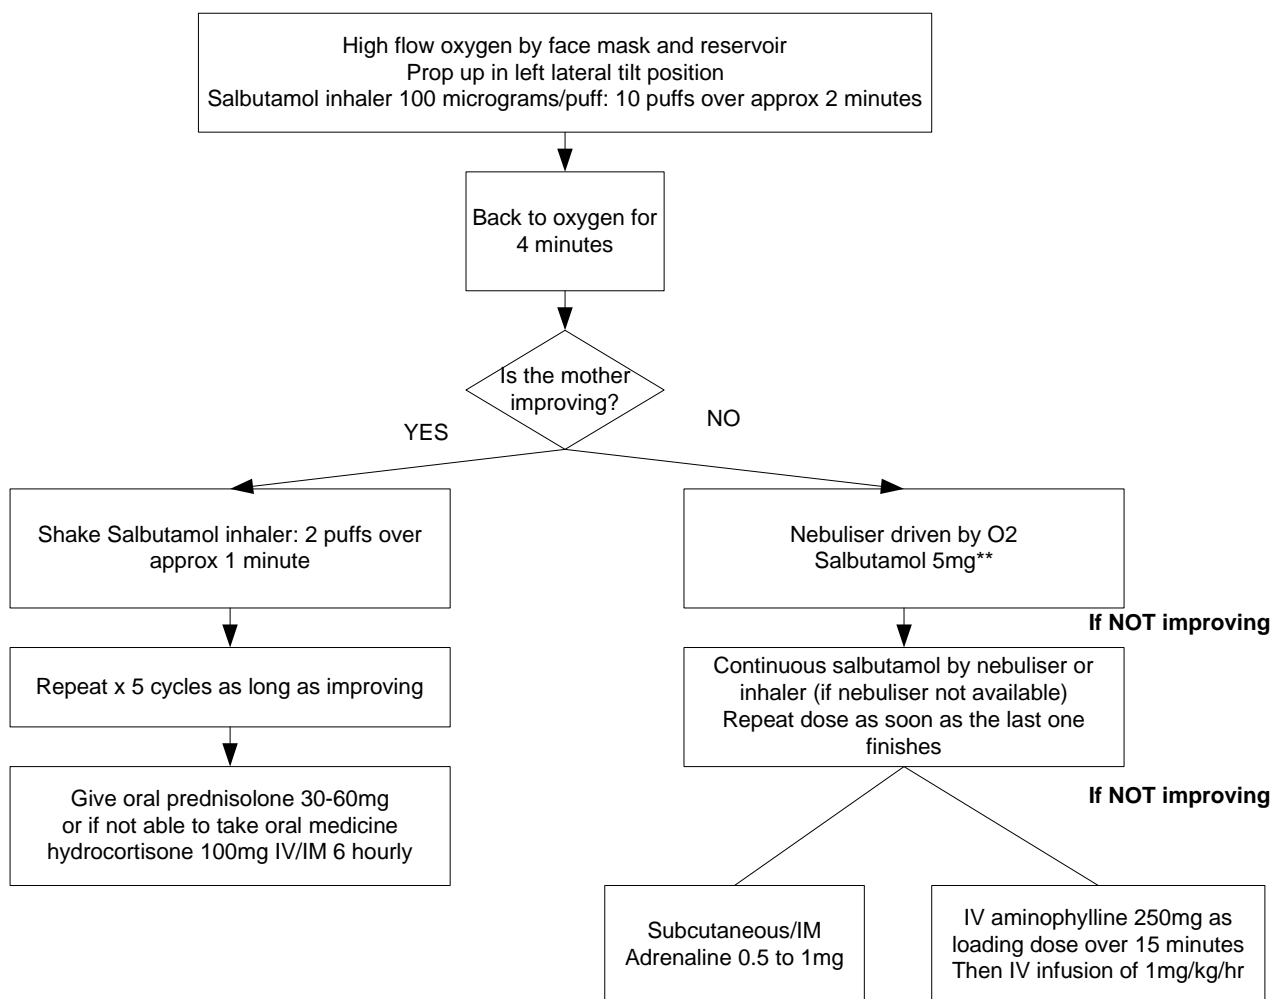 High flow oxygen by face mask and reservoir
Prop up in left lateral tilt position
Salbutamol inhaler 100 micrograms/puff: 10 puffs over approx 2 minutes
Back to oxygen for
4 minutes
Is the mother
improving?
YES
NO
Shake Salbutamol inhaler: 2 puffs over
approx 1 minute
Repeat x 5 cycles as long as improving
Give oral prednisolone 30-60mg
or if not able to take oral medicine
hydrocortisone 100mg IV/IM 6 hourly
Nebuliser driven by O2
Salbutamol 5mg**
If NOT improving
Continuous salbutamol by nebuliser or
inhaler (if nebuliser not available)
Repeat dose as soon as the last one
finishes
If NOT improving
Subcutaneous/IM
Adrenaline 0.5 to 1mg
IV aminophylline 250mg as
loading dose over 15 minutes
Then IV infusion of 1mg/kg/hr